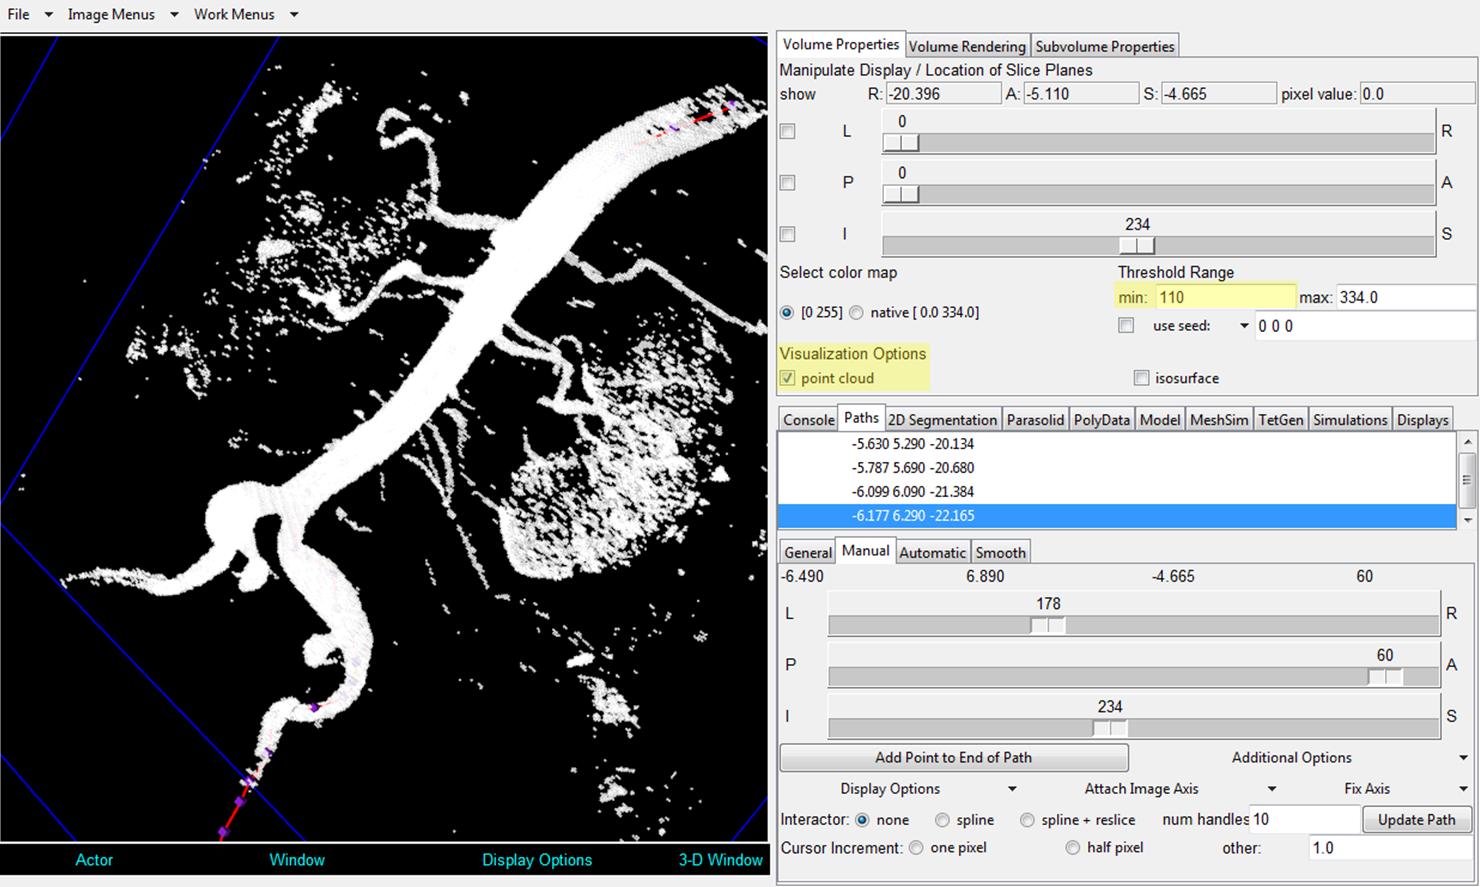 File Image Menus Work Menus
Volume Properties Volume Rendering Subvolume Properties
Manipulate Display / Location of Slice Planes
show R: -20.396 A: -5.110 S: -4.665 pixel value: 0.0
0
L R
0
P A
234
I S
Select color map Threshold Range
min: 110 max: 334.0
[0 255] native [ 0.0 334.0]
use seed: 0 0 0
Visualization Options
point cloud isosurface
Console Paths 2D Segmentation Parasolid PolyData Model MeshSim TetGen Simulations Displays
-5.630 5.290 -20.134
-5.787 5.690 -20.680
-6.099 6.090 -21.384
-6.177 6.290 -22.165
General Manual Automatic Smooth
-6.490 6.890 -4.665 60
178
L R
60
P A
234
I S
Add Point to End of Path Additional Options
Display Options Attach Image Axis Fix Axis
Interactor: none spline spline + reslice num handles 10 Update Path
Cursor Increment: one pixel half pixel other: 1.0
Actor Window Display Options 3-D Window